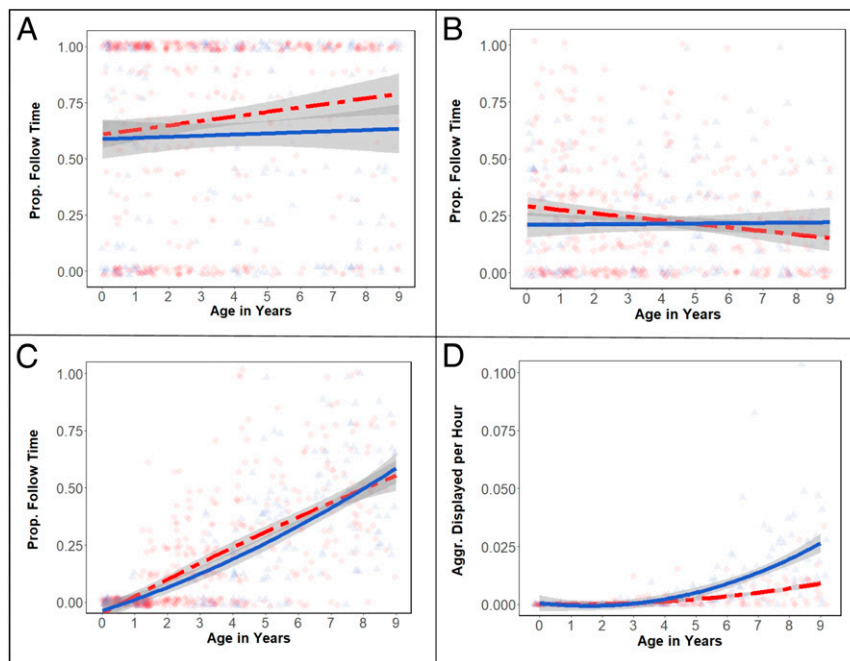 A
1.00
0.75
0.50
0.25
0.00
Prop. Follow Time
0 1 2 3 4 5 6 7 8 9
Age in Years
B
1.00
0.75
0.50
0.25
0.00
Prop. Follow Time
0 1 2 3 4 5 6 7 8 9
Age in Years
C
1.00
0.75
0.50
0.25
0.00
Prop. Follow Time
0 1 2 3 4 5 6 7 8 9
Age in Years
D
0.100
0.075
0.050
0.025
0.000
Aggr. Displayed per Hour
0 1 2 3 4 5 6 7 8 9
Age in Years